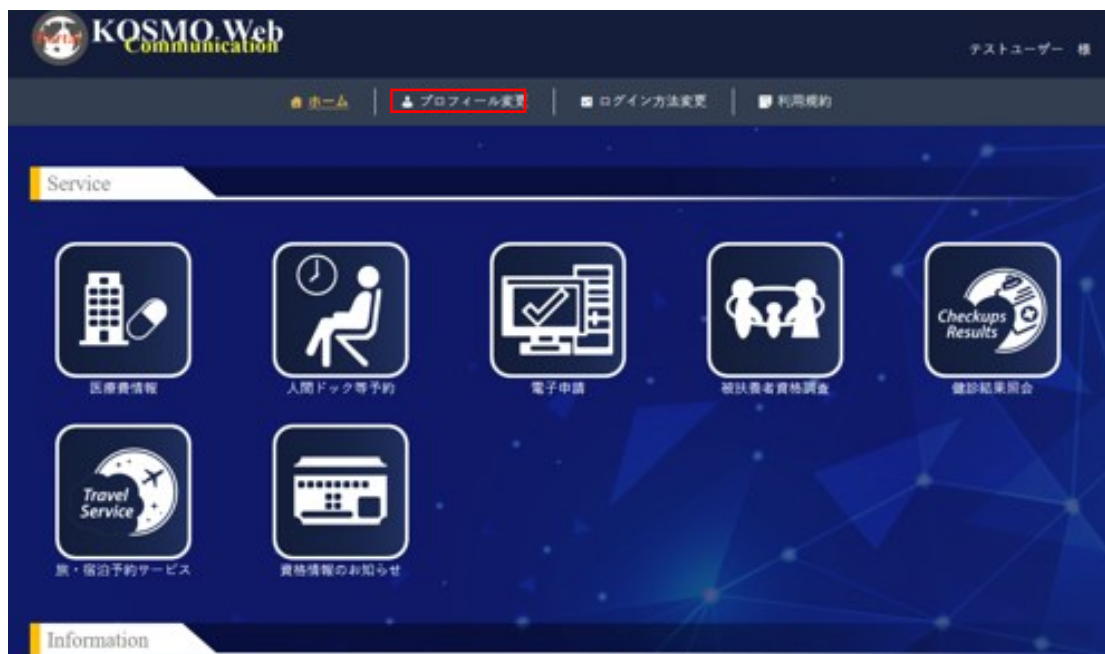 Portal
KOSMO.Web
Communication
テストユーザー 様
ホーム
プロフィール変更
ログイン方法変更
利用規約
Service
Checkups
Results
医療費情報
人間ドック等予約
電子申請
被扶養者資格調査
健診結果照会
Travel
Service
旅・宿泊予約サービス
資格情報のお知らせ
Information